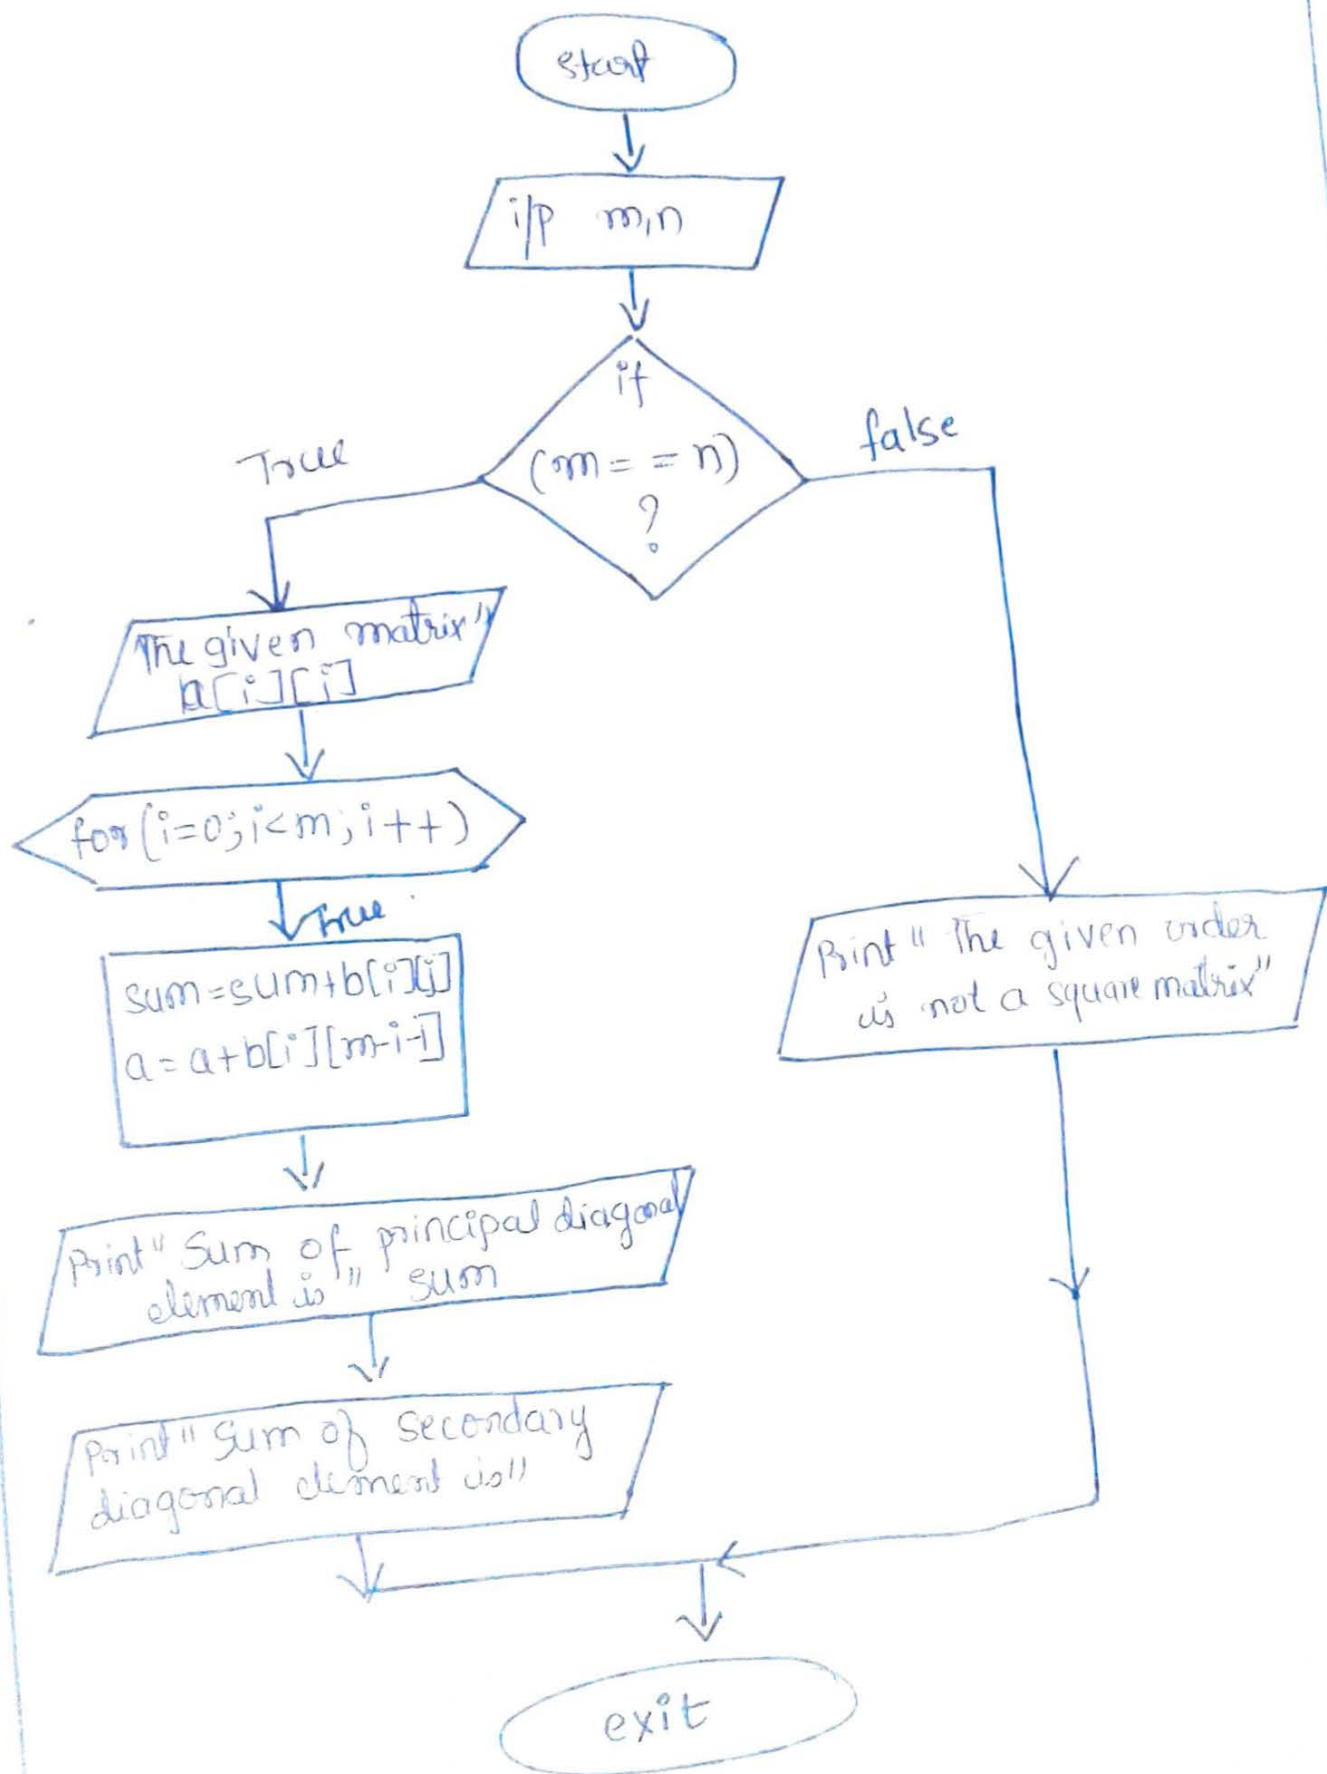 start
i/p m,n
if
(m = = n)
?
True
false
The given matrix"
a[i][j]
for(i=0;i<m;i++)
True
sum=sum+b[i][j]
a=a+b[i][m-i-1]
Print "Sum of principal diagonal
element is" sum
Print "Sum of secondary
diagonal element is"
Print "The given order
is not a square matrix"
exit